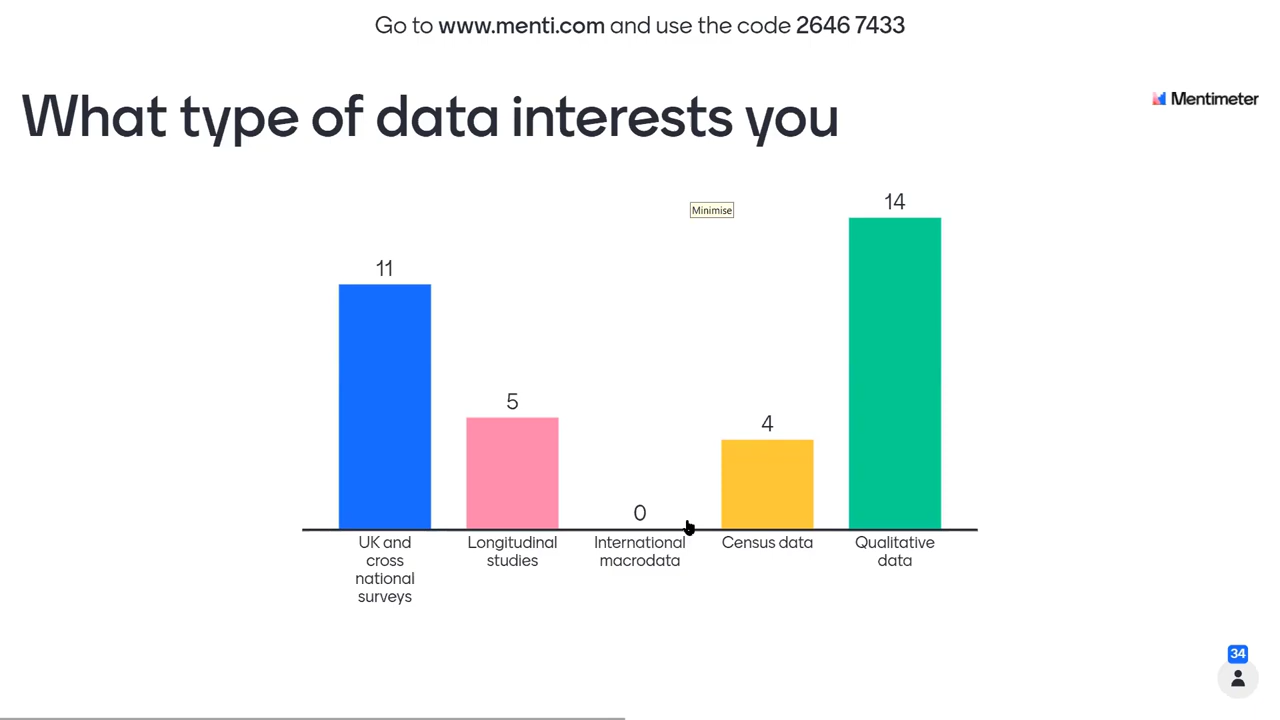 Go to www.menti.com and use the code 2646 7433
What type of data interests you
Mentimeter
Minimise
14
11
5
4
0
UK and
cross
national
surveys
Longitudinal
studies
International
macrodata
Census data
Qualitative
data
34